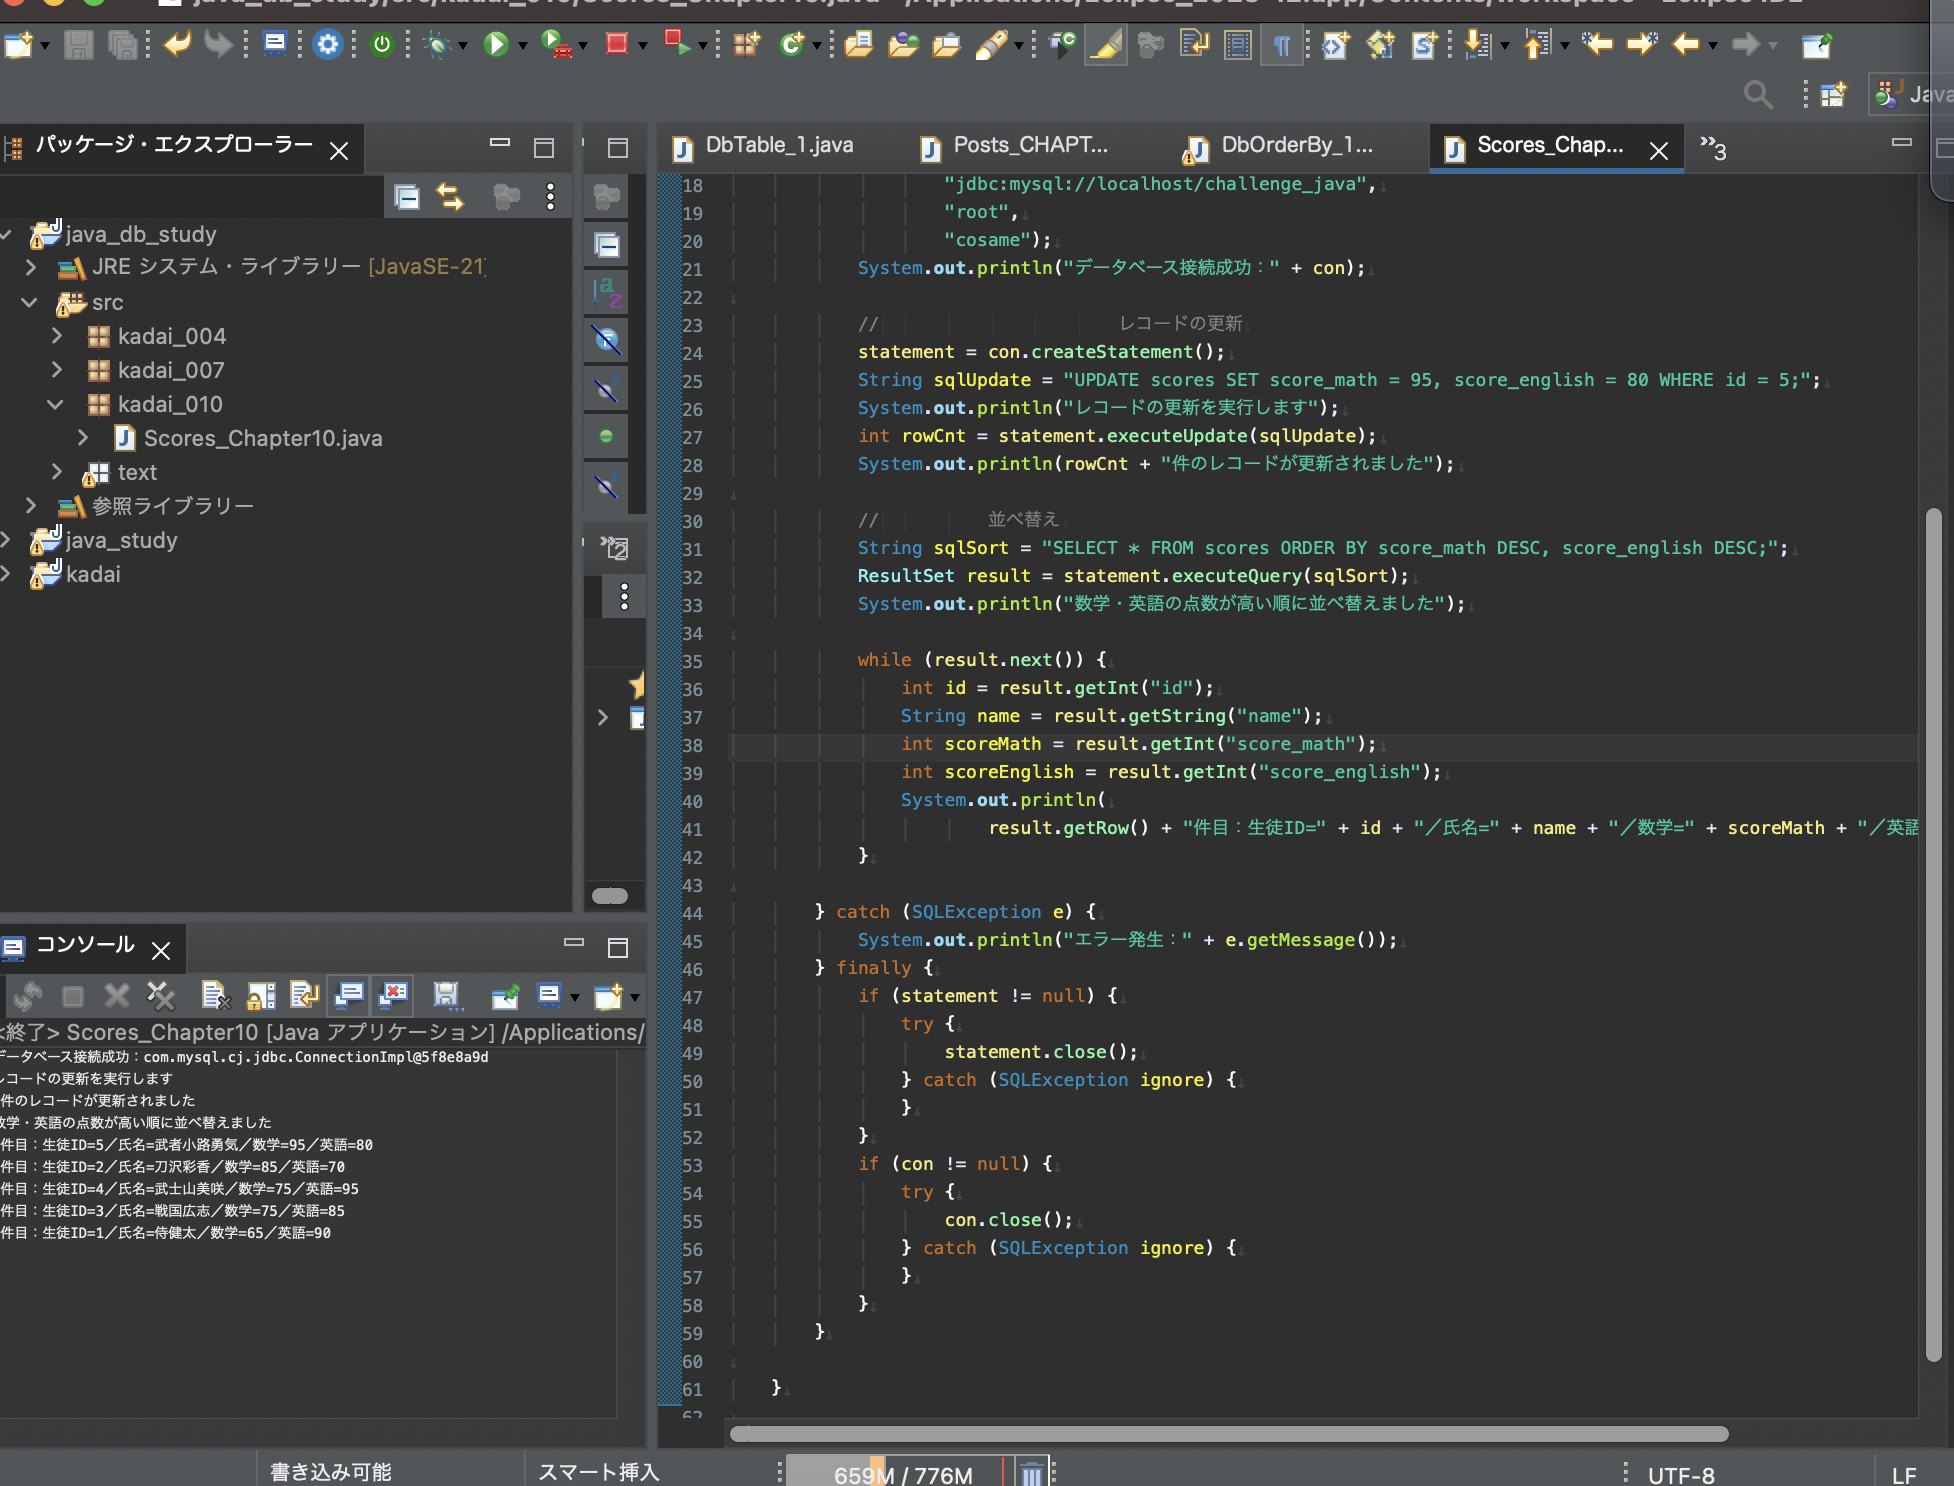 Java
パッケージ・エクスプローラー
java_db_study
JRE システム・ライブラリー [JavaSE-21]
src
kadai_004
kadai_007
kadai_010
Scores_Chapter10.java
text
参照ライブラリー
java_study
kadai
2
DbTable_1.java
Posts_CHAPT...
DbOrderBy_1...
Scores_Chap...
3
18 "jdbc:mysql://localhost/challenge_java",
19 "root",
20 "cosame");
21 System.out.println("データベース接続成功：" + con);
22
23 // レコードの更新
24 statement = con.createStatement();
25 String sqlUpdate = "UPDATE scores SET score_math = 95, score_english = 80 WHERE id = 5;";
26 System.out.println("レコードの更新を実行します");
27 int rowCnt = statement.executeUpdate(sqlUpdate);
28 System.out.println(rowCnt + "件のレコードが更新されました");
29
30 // 並べ替え
31 String sqlSort = "SELECT * FROM scores ORDER BY score_math DESC, score_english DESC;";
32 ResultSet result = statement.executeQuery(sqlSort);
33 System.out.println("数学・英語の点数が高い順に並べ替えました");
34
35 while (result.next()) {
36 int id = result.getInt("id");
37 String name = result.getString("name");
38 int scoreMath = result.getInt("score_math");
39 int scoreEnglish = result.getInt("score_english");
40 System.out.println(
41 result.getRow() + "件目：生徒ID=" + id + "／氏名=" + name + "／数学=" + scoreMath + "／英語
42 }
43
44 } catch (SQLException e) {
45 System.out.println("エラー発生：" + e.getMessage());
46 } finally {
47 if (statement != null) {
48 try {
49 statement.close();
50 } catch (SQLException ignore) {
51 }
52 }
53 if (con != null) {
54 try {
55 con.close();
56 } catch (SQLException ignore) {
57 }
58 }
59 }
60
61 }
62
コンソール
<終了> Scores_Chapter10 [Java アプリケーション] /Applications/
データベース接続成功：com.mysql.cj.jdbc.ConnectionImpl@5f8e8a9d
レコードの更新を実行します
件のレコードが更新されました
数学・英語の点数が高い順に並べ替えました
件目：生徒ID=5／氏名=武者小路勇気／数学=95／英語=80
件目：生徒ID=2／氏名=刀沢彩香／数学=85／英語=70
件目：生徒ID=4／氏名=武士山美咲／数学=75／英語=95
件目：生徒ID=3／氏名=戦国広志／数学=75／英語=85
件目：生徒ID=1／氏名=侍健太／数学=65／英語=90
書き込み可能
スマート挿入
659M / 776M
UTF-8
LF